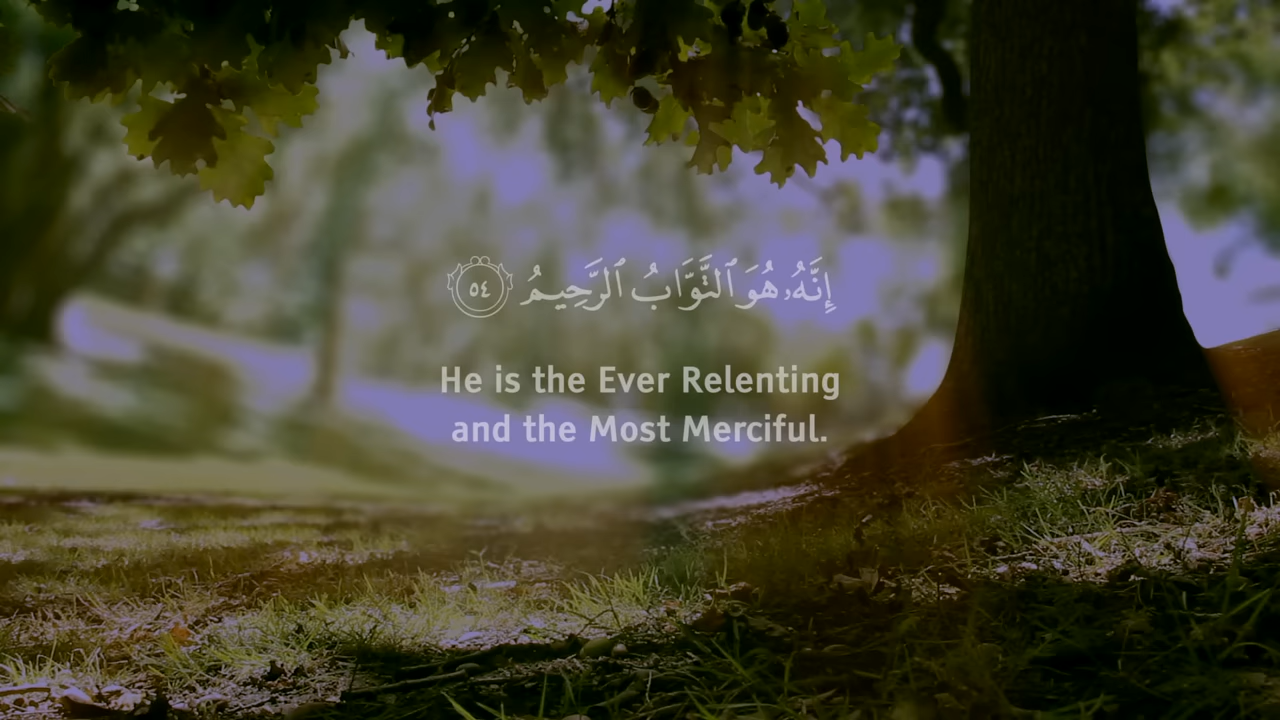 إِنَّهُۥ هُوَ ٱلتَّوَّابُ ٱلرَّحِيمُ ٥٤
He is the Ever Relenting
and the Most Merciful.